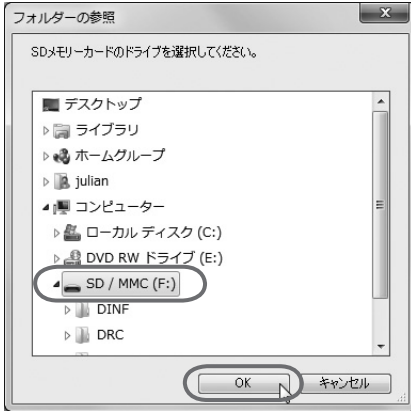 フォルダーの参照
SDメモリーカードのドライブを選択してください。
デスクトップ
ライブラリ
ホームグループ
julian
コンピューター
ローカル ディスク (C:)
DVD RW ドライブ (E:)
SD / MMC (F:)
DINF
DRC
OK
キャンセル